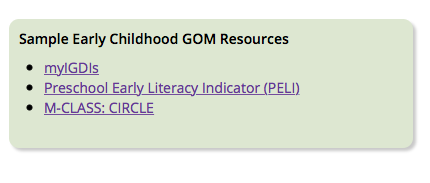 Sample Early Childhood GOM Resources
• myIGDIs
• Preschool Early Literacy Indicator (PELI)
• M-CLASS: CIRCLE